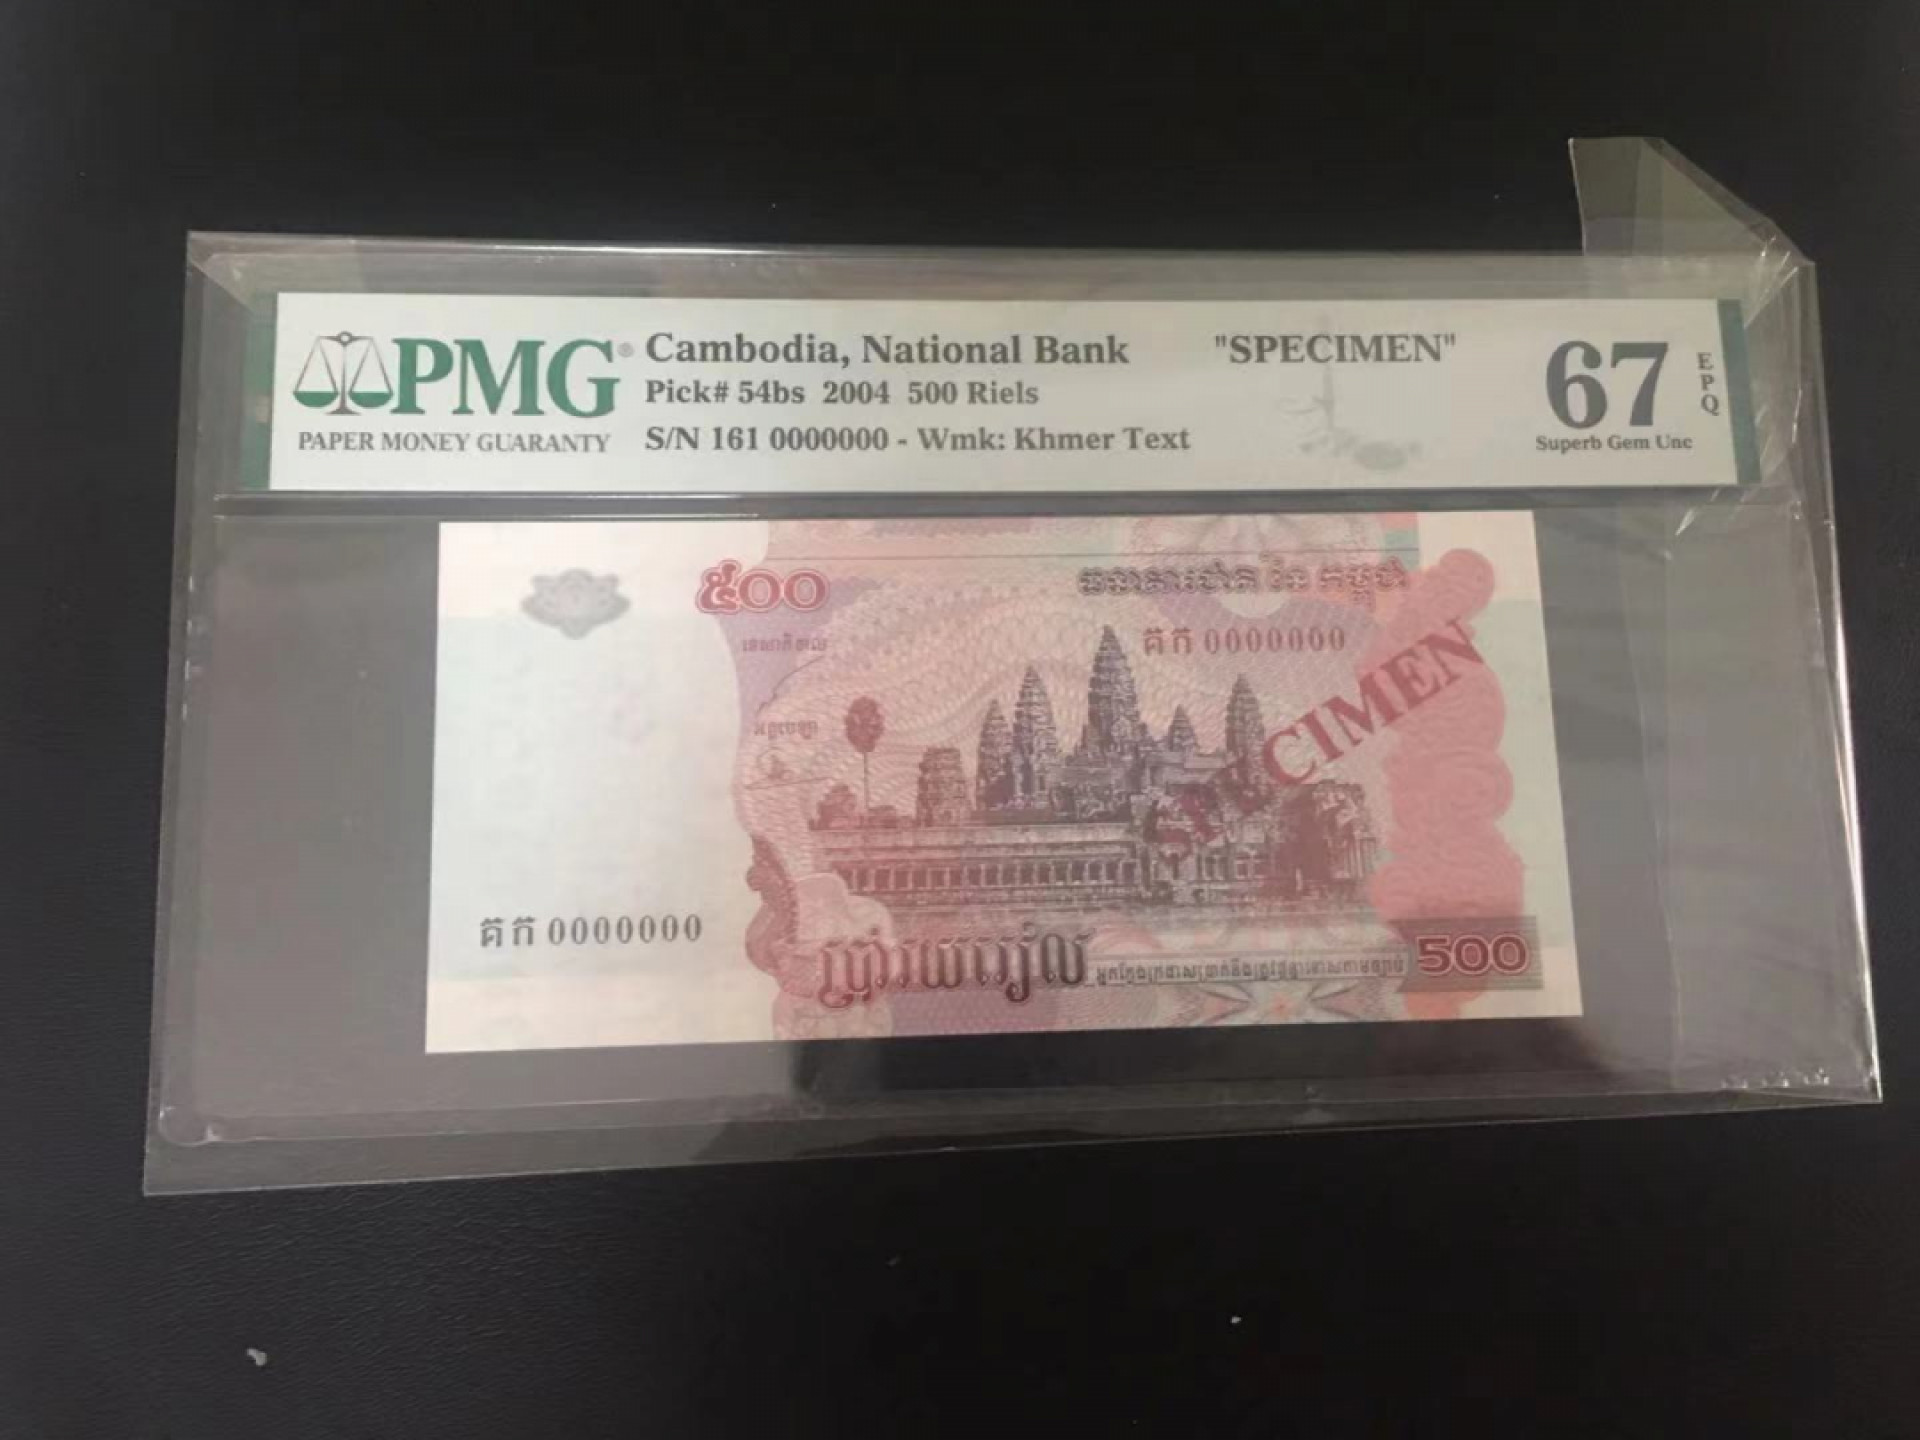 PMG®
PAPER MONEY GUARANTY
Cambodia, National Bank "SPECIMEN"
Pick# 54bs 2004 500 Riels
S/N 161 0000000 - Wmk: Khmer Text
67
EPQ
Superb Gem Unc
៥០០
ធនាគារជាតិ នៃ កម្ពុជា
គក 0000000
SPECIMEN
គក 0000000
ប្រាំរយរៀល
500